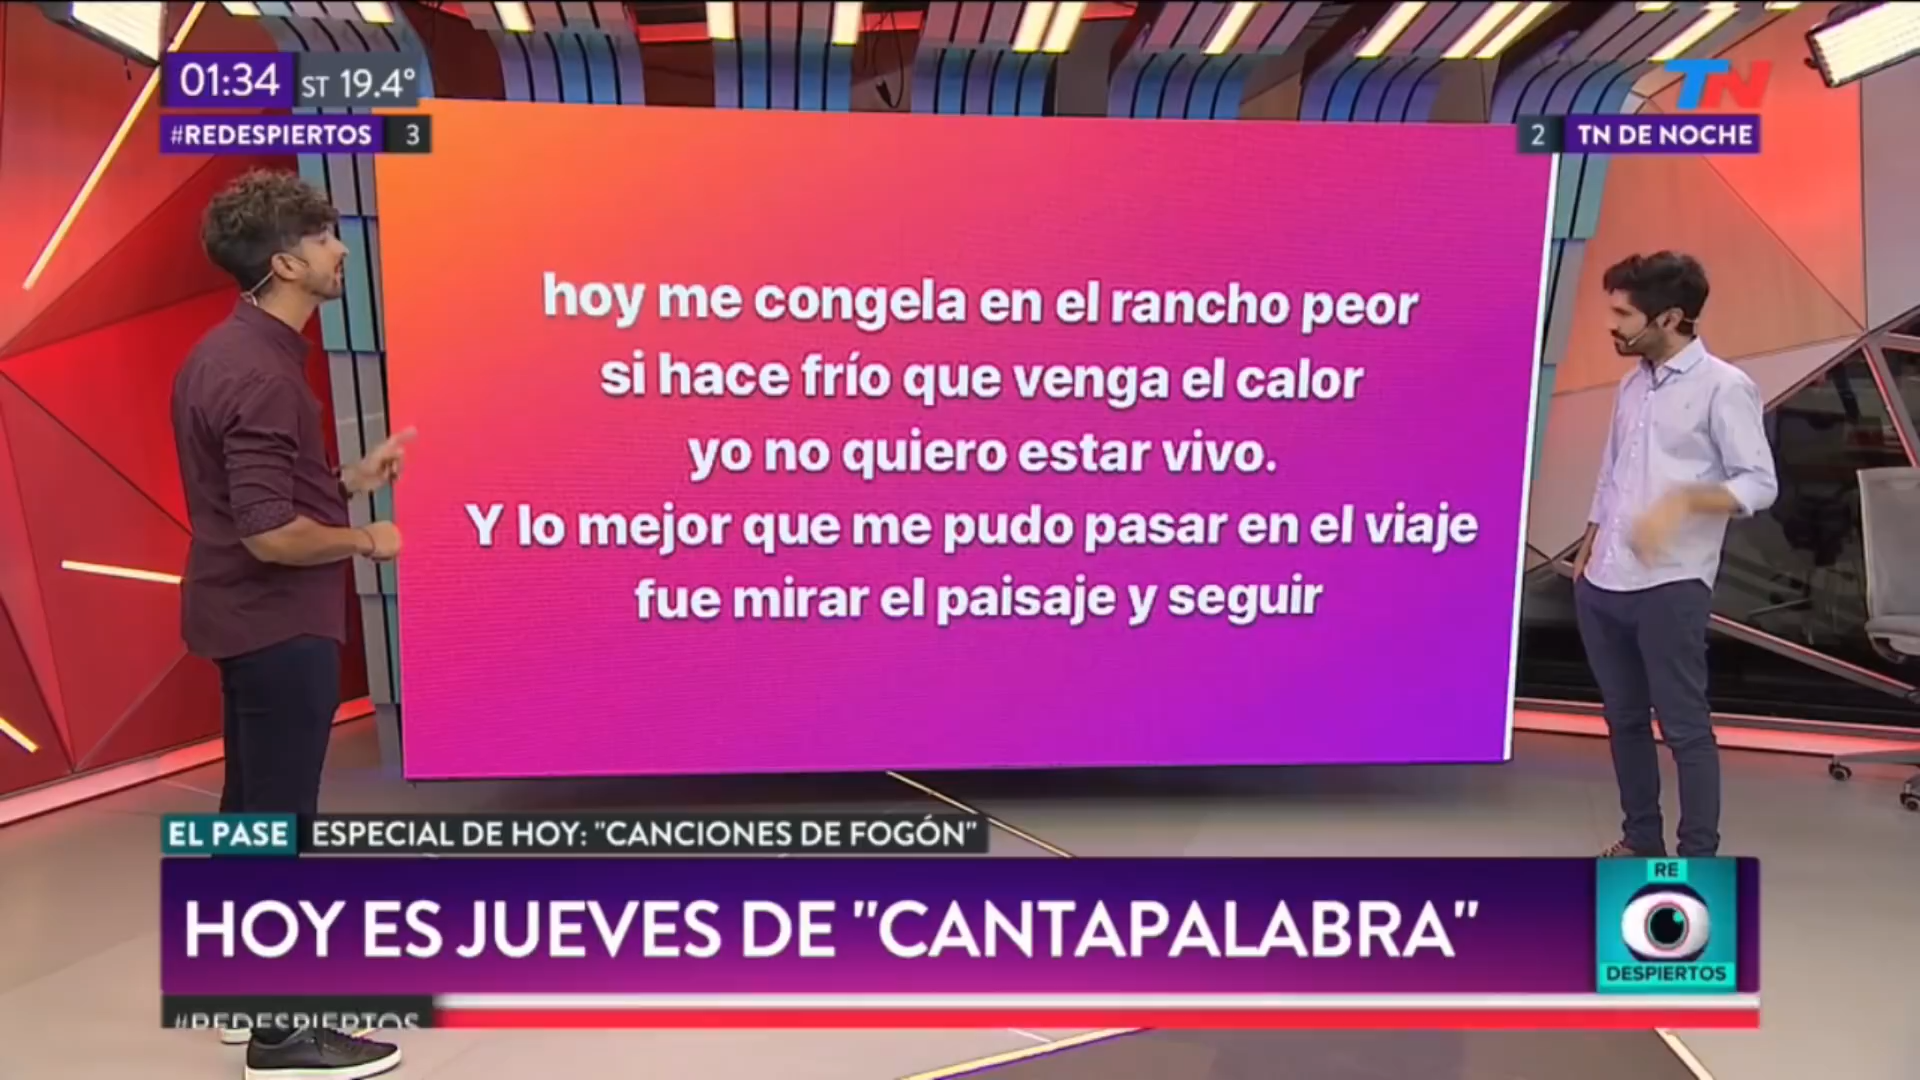 01:34 ST 19.4°
#REDESPIERTOS 3
TN
2 TN DE NOCHE
hoy me congela en el rancho peor
si hace frío que venga el calor
yo no quiero estar vivo.
Y lo mejor que me pudo pasar en el viaje
fue mirar el paisaje y seguir
EL PASE ESPECIAL DE HOY: "CANCIONES DE FOGÓN"
HOY ES JUEVES DE "CANTAPALABRA"
RE
DESPIERTOS
#REDESPIERTOS